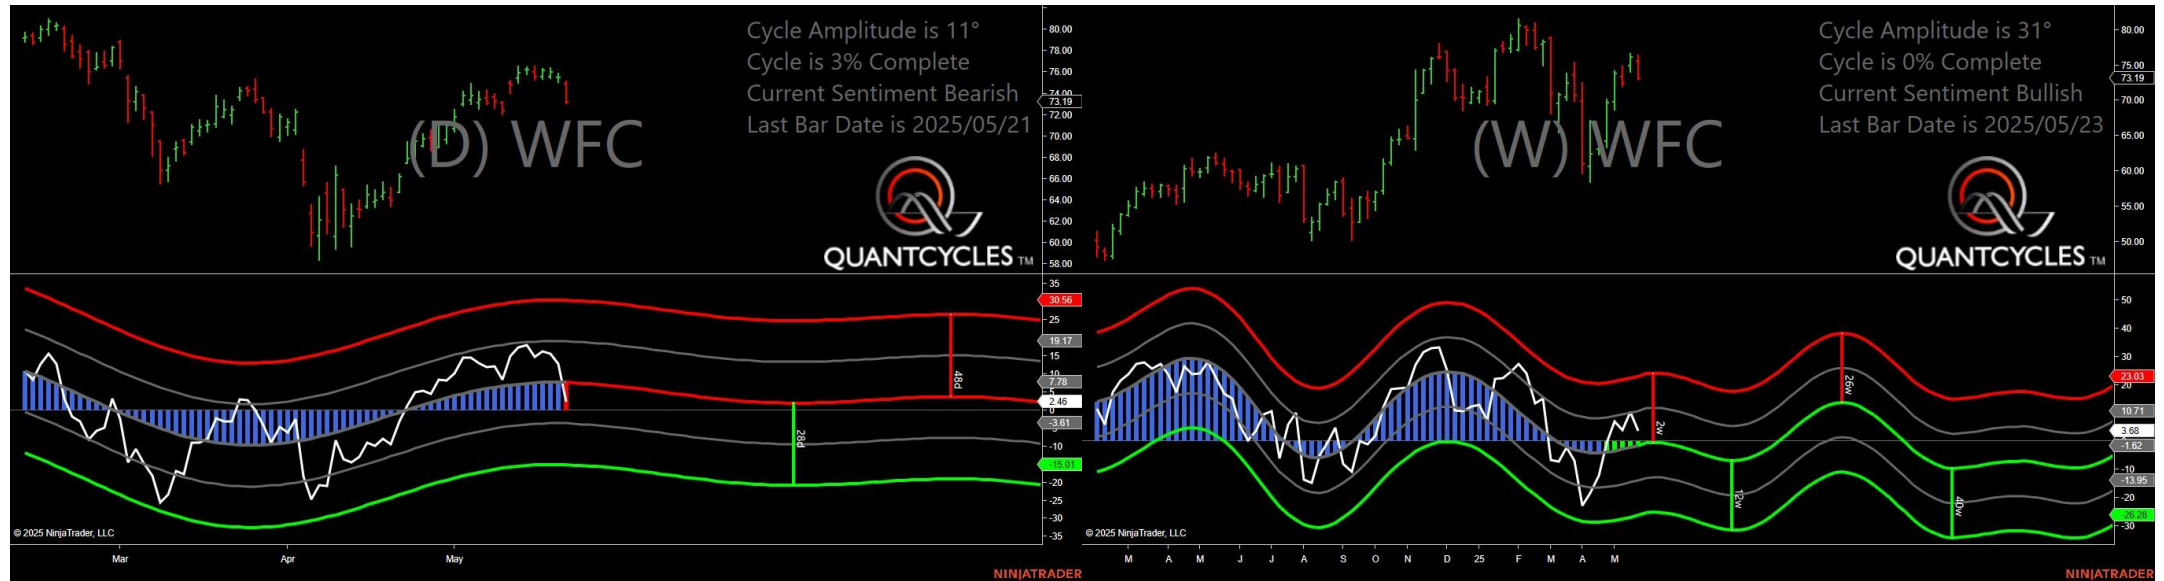 Cycle Amplitude is 11°
Cycle is 3% Complete
Current Sentiment Bearish
Last Bar Date is 2025/05/21
(D) WFC
QUANTCYCLES TM
80.00
78.00
76.00
74.00
73.19
72.00
70.00
68.00
66.00
64.00
62.00
60.00
58.00
35
30.56
25
19.17
15
10
7.78
5
2.46
0
-3.61
-10
-15.01
-20
-25
-30
-35
48d
28d
© 2025 NinjaTrader, LLC
Mar Apr May
NINJATRADER
Cycle Amplitude is 31°
Cycle is 0% Complete
Current Sentiment Bullish
Last Bar Date is 2025/05/23
(W) WFC
QUANTCYCLES TM
80.00
75.00
73.19
70.00
65.00
60.00
55.00
50.00
50
40
30
23.03
20
10.71
3.68
-1.62
-10
-13.95
-20
-26.28
-30
2w
12w
26w
40w
© 2025 NinjaTrader, LLC
M A M J J A S O N D 25 F M A M
NINJATRADER